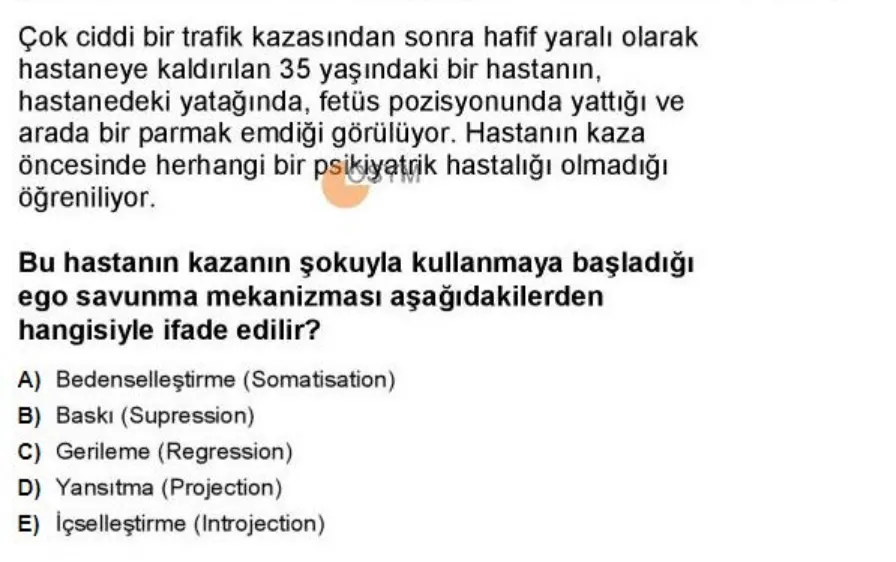 Çok ciddi bir trafik kazasından sonra hafif yaralı olarak
hastaneye kaldırılan 35 yaşındaki bir hastanın,
hastanedeki yatağında, fetüs pozisyonunda yattığı ve
arada bir parmak emdiği görülüyor. Hastanın kaza
öncesinde herhangi bir psikiyatrik hastalığı olmadığı
öğreniliyor.
ÖSYM
Bu hastanın kazanın şokuyla kullanmaya başladığı
ego savunma mekanizması aşağıdakilerden
hangisiyle ifade edilir?
A) Bedenselleştirme (Somatisation)
B) Baskı (Supression)
C) Gerileme (Regression)
D) Yansıtma (Projection)
E) İçselleştirme (Introjection)